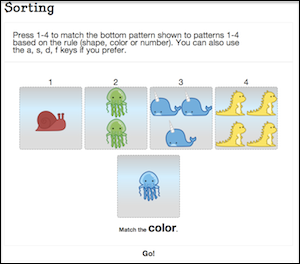 Sorting
Press 1-4 to match the bottom pattern shown to patterns 1-4
based on the rule (shape, color or number). You can also use
the a, s, d, f keys if you prefer.
1 2 3 4
Match the color.
Go!